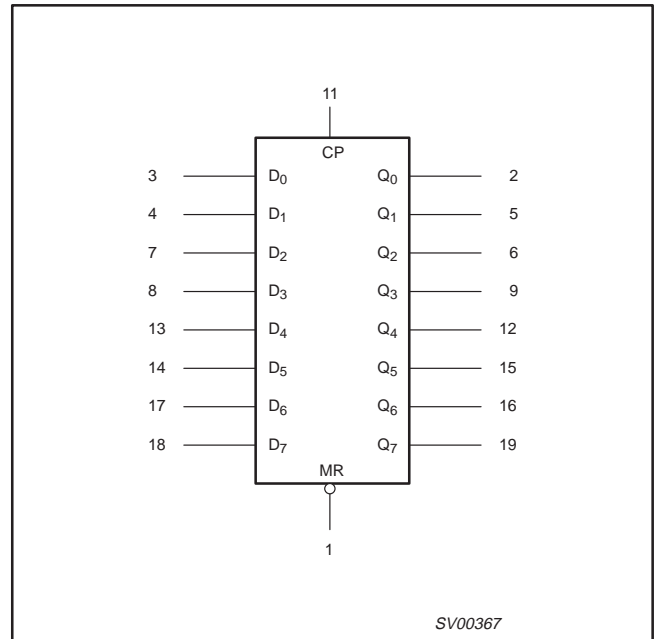 11
CP
3 D0 Q0 2
4 D1 Q1 5
7 D2 Q2 6
8 D3 Q3 9
13 D4 Q4 12
14 D5 Q5 15
17 D6 Q6 16
18 D7 Q7 19
MR
1
SV00367